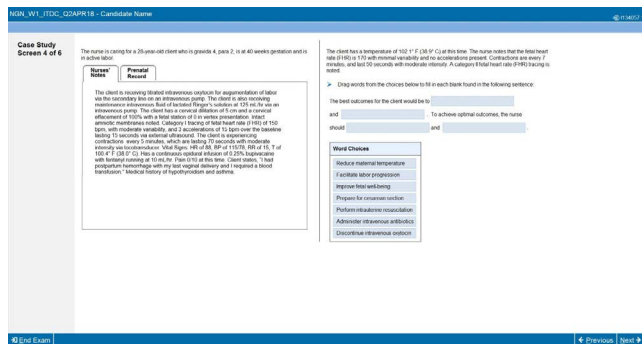 NGN_W1_ITDC_Q2APR18 - Candidate Name
1134657
Case Study
Screen 4 of 6
The nurse is caring for a 28-year-old client who is gravida 4, para 2, is at 40 weeks gestation and is
in active labor.
Nurses' Notes
Prenatal Record
The client is receiving titrated intravenous oxytocin for augumentation of labor
via the secondary line on an intravenous pump. The client is also receiving
maintenance intravenous fluid of lactated Ringer's solution at 125 mL /hr via an
intravenous pump. The client has a cervical dilitation of 5 cm and a cervical
effacement of 100% with a fetal station of 0 in vertex presentation. Intact
amniotic membranes noted. Category I tracing of fetal heart rate (FHR) of 150
bpm, with moderate variability, and 3 accelerations of 15 bpm over the baseline
lasting 15 seconds via external ultrasound. The client is experiencing
contractions every 5 minutes, which are lasting 70 seconds with moderate
intensity via tocotransducer. Vital Signs: HR of 88, BP of 115/78, RR of 15, T of
100.4° F (38.0° C). Has a continuous epidural infusion of 0.25% bupivacaine
with fentanyl running at 10 mL/hr. Pain 0/10 at this time. Client states, "I had
postpartum hemorrhage with my last vaginal delivery and I required a blood
transfusion." Medical history of hypothyroidism and asthma.
The client has a temperature of 102.1° F (38.9° C) at this time. The nurse notes that the fetal heart
rate (FHR) is 170 with minimal variability and no accelerations present. Contractions are every 7
minutes, and last 50 seconds with moderate intensity. A category II fetal heart rate (FHR) tracing is
noted.
➤ Drag words from the choices below to fill in each blank found in the following sentence:
The best outcomes for the client would be to
and . To achieve optimal outcomes, the nurse
should and .
Word Choices
Reduce maternal temperature
Facilitate labor progression
Improve fetal well-being
Prepare for cesarean section
Perform intrauterine resuscitation
Administer intravenous antibiotics
Discontinue intravenous oxytocin
End Exam
Previous
Next